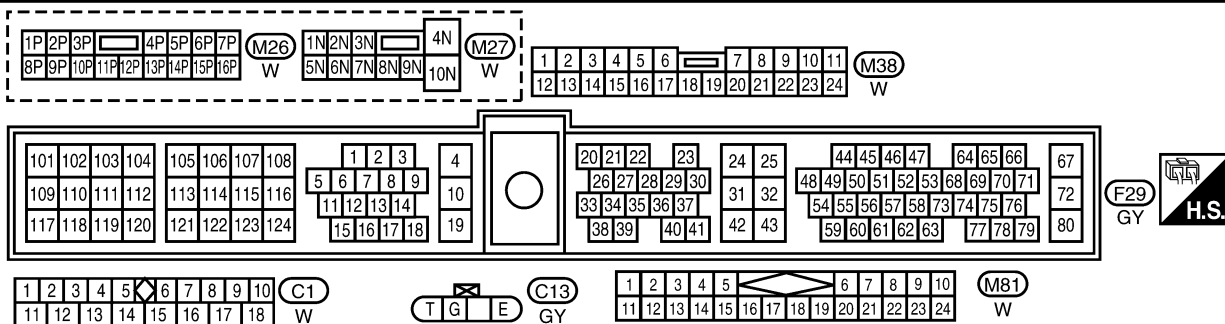 1P 2P 3P 4P 5P 6P 7P
8P 9P 10P 11P 12P 13P 14P 15P 16P
M26
W
1N 2N 3N 4N
5N 6N 7N 8N 9N 10N
M27
W
1 2 3 4 5 6 7 8 9 10 11
12 13 14 15 16 17 18 19 20 21 22 23 24
M38
W
101 102 103 104 105 106 107 108
109 110 111 112 113 114 115 116
117 118 119 120 121 122 123 124
1 2 3 4
5 6 7 8 9 10
11 12 13 14
15 16 17 18 19
20 21 22 23 24 25
26 27 28 29 30 31 32
33 34 35 36 37
38 39 40 41 42 43
44 45 46 47 64 65 66 67
48 49 50 51 52 53 68 69 70 71 72
54 55 56 57 58 73 74 75 76
59 60 61 62 63 77 78 79 80
F29
GY
H.S.
1 2 3 4 5 6 7 8 9 10
11 12 13 14 15 16 17 18
C1
W
T G E
C13
GY
1 2 3 4 5 6 7 8 9 10
11 12 13 14 15 16 17 18 19 20 21 22 23 24
M81
W